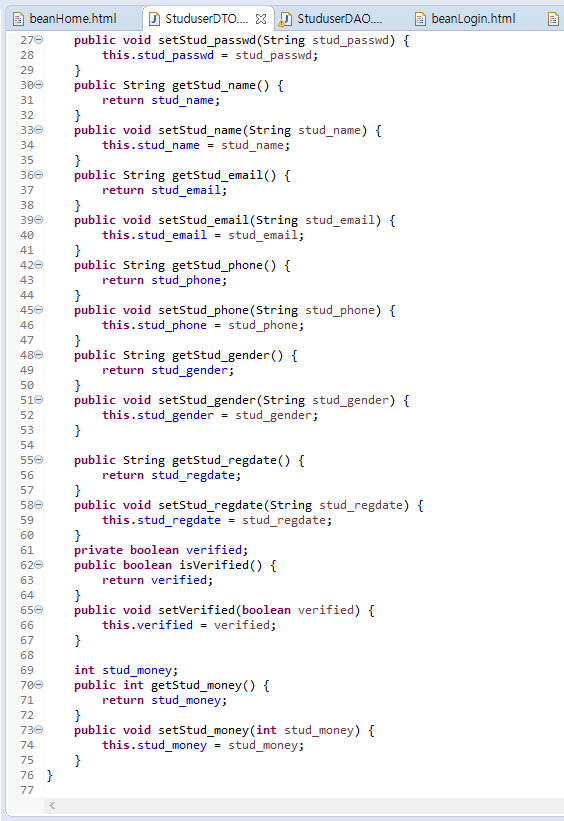 beanHome.html StuduserDTO.... StuduserDAO.... beanLogin.html
27 public void setStud_passwd(String stud_passwd) {
28 this.stud_passwd = stud_passwd;
29 }
30 public String getStud_name() {
31 return stud_name;
32 }
33 public void setStud_name(String stud_name) {
34 this.stud_name = stud_name;
35 }
36 public String getStud_email() {
37 return stud_email;
38 }
39 public void setStud_email(String stud_email) {
40 this.stud_email = stud_email;
41 }
42 public String getStud_phone() {
43 return stud_phone;
44 }
45 public void setStud_phone(String stud_phone) {
46 this.stud_phone = stud_phone;
47 }
48 public String getStud_gender() {
49 return stud_gender;
50 }
51 public void setStud_gender(String stud_gender) {
52 this.stud_gender = stud_gender;
53 }
54
55 public String getStud_regdate() {
56 return stud_regdate;
57 }
58 public void setStud_regdate(String stud_regdate) {
59 this.stud_regdate = stud_regdate;
60 }
61 private boolean verified;
62 public boolean isVerified() {
63 return verified;
64 }
65 public void setVerified(boolean verified) {
66 this.verified = verified;
67 }
68
69 int stud_money;
70 public int getStud_money() {
71 return stud_money;
72 }
73 public void setStud_money(int stud_money) {
74 this.stud_money = stud_money;
75 }
76 }
77